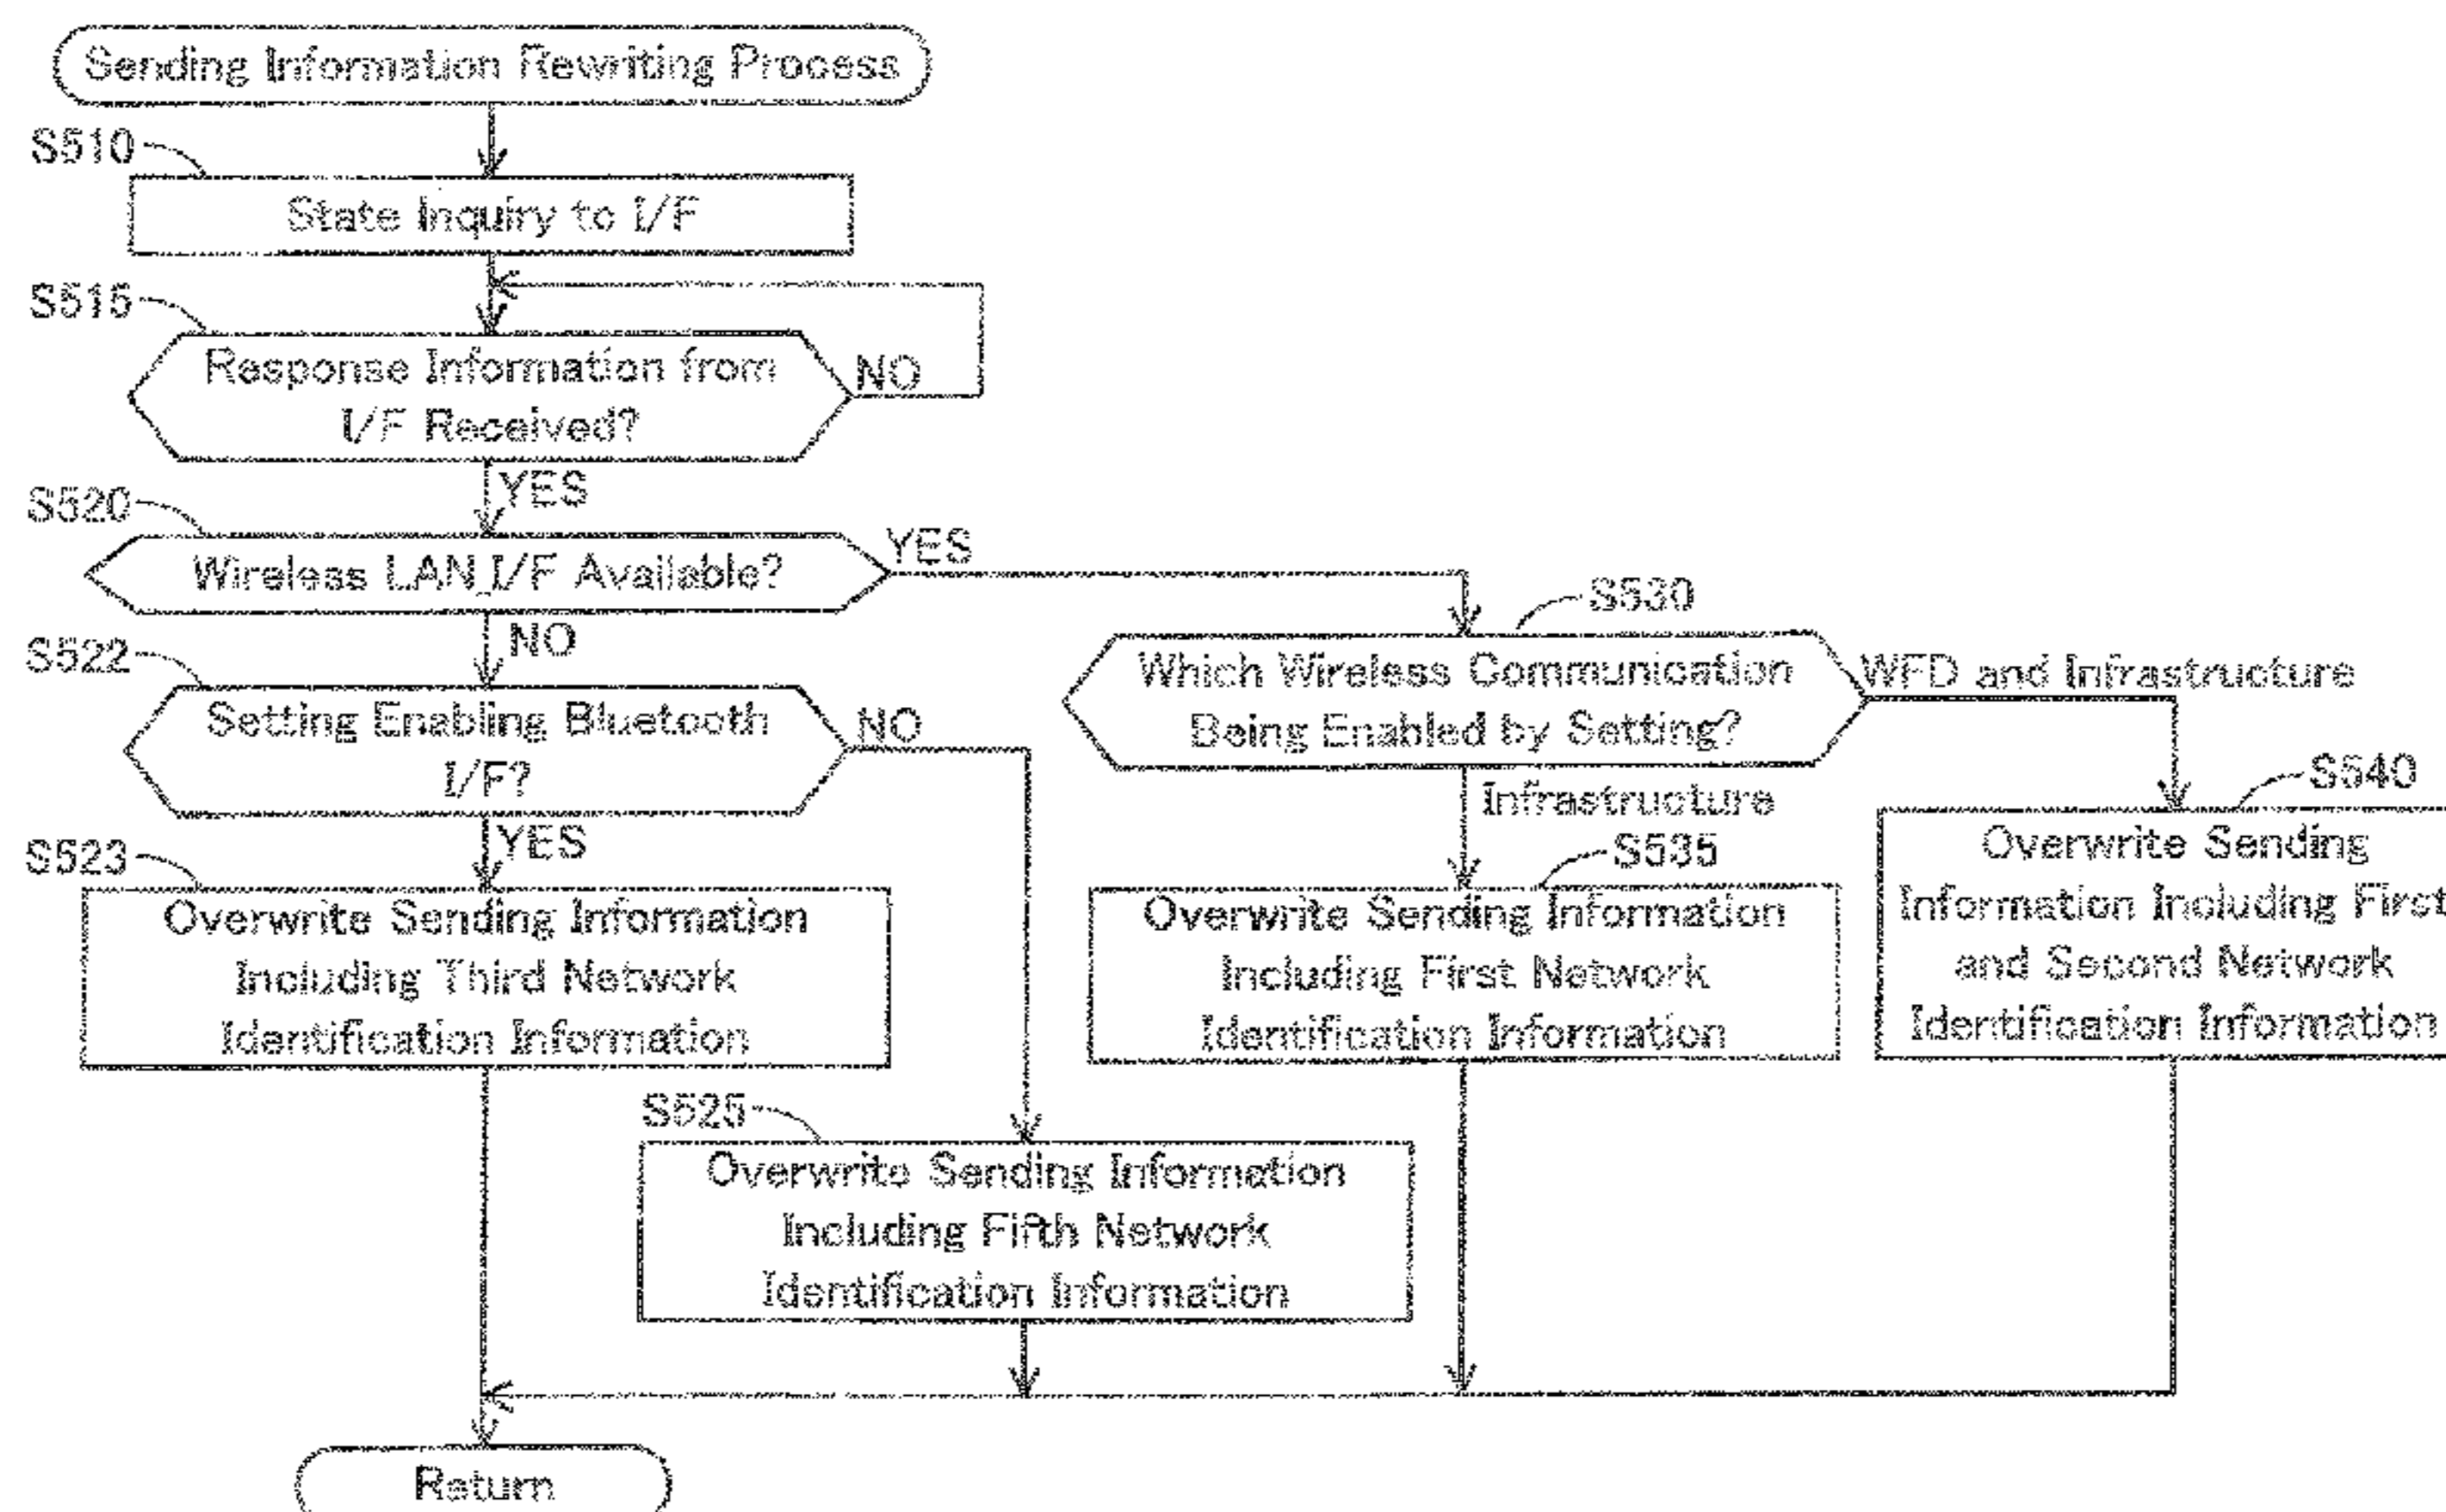 Sending Information Rewriting Process
S510
State Inquiry to I/F
S515
Response Information from
I/F Received?
NO
YES
S520
Wireless LAN I/F Available?
YES
NO
S522
Setting Enabling Bluetooth
I/F?
NO
YES
S523
Overwrite Sending Information
Including Third Network
Identification Information
S525
Overwrite Sending Information
Including Fifth Network
Identification Information
S530
Which Wireless Communication
Being Enabled by Setting?
WFD and Infrastructure
Infrastructure
S535
Overwrite Sending Information
Including First Network
Identification Information
S540
Overwrite Sending
Information Including First
and Second Network
Identification Information
Return